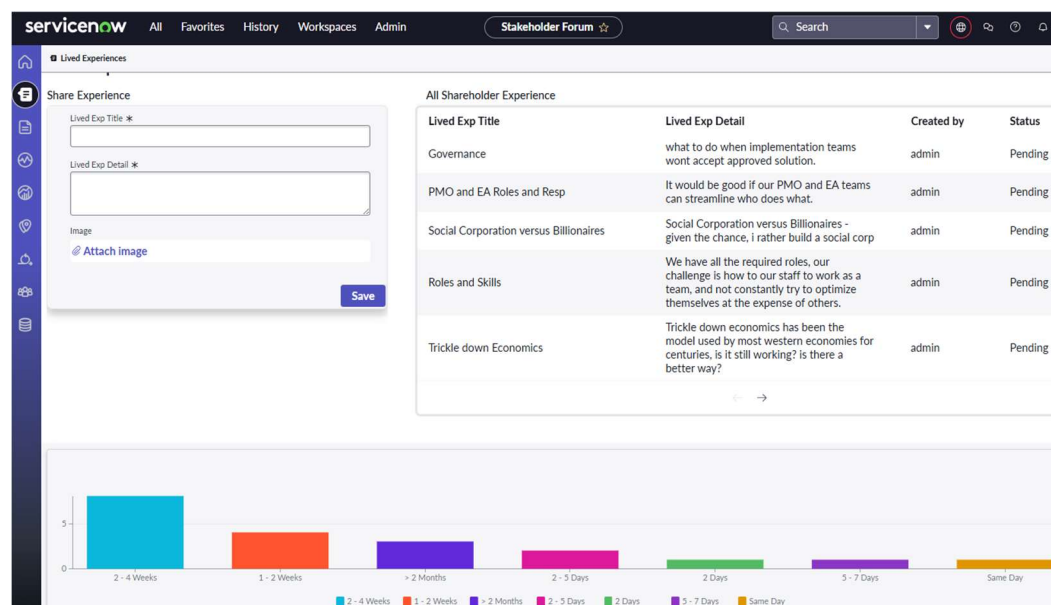 servicenow All Favorites History Workspaces Admin Stakeholder Forum ☆ Search
Lived Experiences
Share Experience
Lived Exp Title *
Lived Exp Detail *
Image
Attach image
Save
All Shareholder Experience
Lived Exp Title Lived Exp Detail Created by Status
Governance what to do when implementation teams
wont accept approved solution. admin Pending
PMO and EA Roles and Resp It would be good if our PMO and EA teams
can streamline who does what. admin Pending
Social Corporation versus Billionaires Social Corporation versus Billionaires -
given the chance, i rather build a social corp admin Pending
Roles and Skills We have all the required roles, our
challenge is how to our staff to work as a
team, and not constantly try to optimize
themselves at the expense of others. admin Pending
Trickle down Economics Trickle down economics has been the
model used by most western economies for
centuries, is it still working? is there a
better way? admin Pending
5
0
2 - 4 Weeks 1 - 2 Weeks > 2 Months 2 - 5 Days 2 Days 5 - 7 Days Same Day
2 - 4 Weeks 1 - 2 Weeks > 2 Months 2 - 5 Days 2 Days 5 - 7 Days Same Day